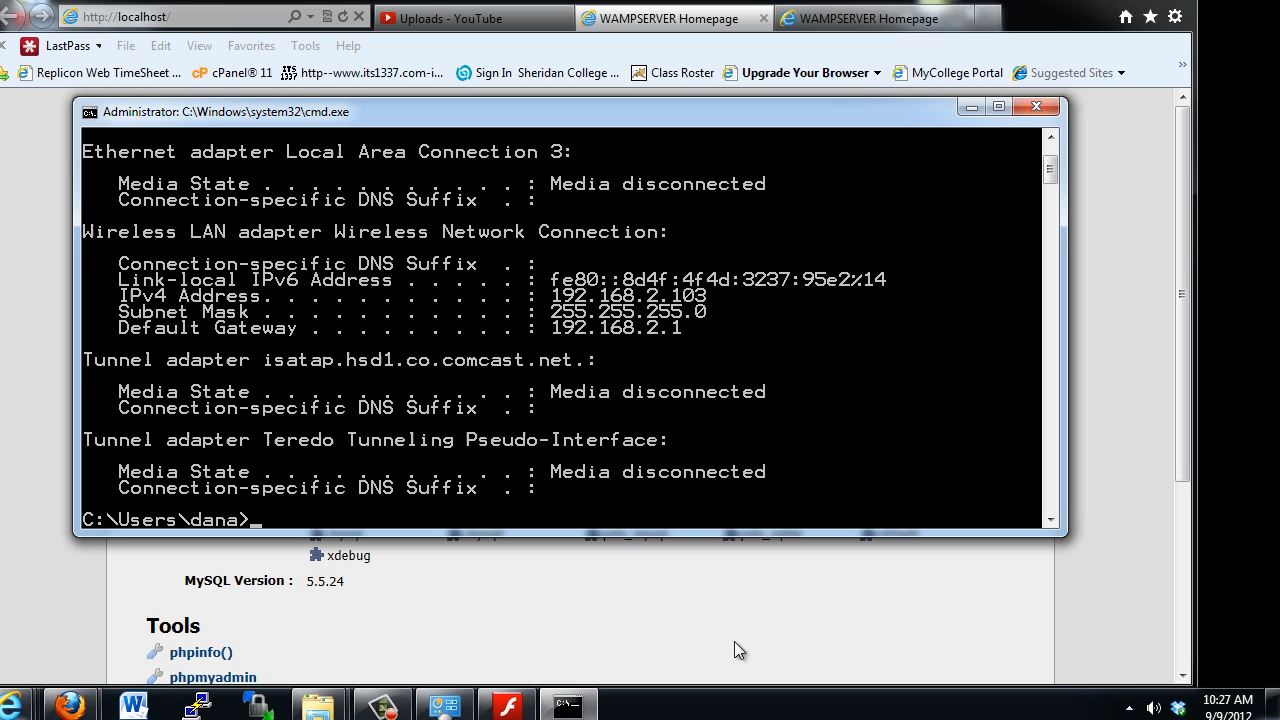 http://localhost/
Uploads - YouTube
WAMPSERVER Homepage
WAMPSERVER Homepage
LastPass
File Edit View Favorites Tools Help
Replicon Web TimeSheet ...
cPanel® 11
http--www.its1337.com-i...
Sign In
Sheridan College ...
Class Roster
Upgrade Your Browser
MyCollege Portal
Suggested Sites
Administrator: C:\Windows\system32\cmd.exe
Ethernet adapter Local Area Connection 3:
Media State . . . . . . . . . . . : Media disconnected
Connection-specific DNS Suffix . :
Wireless LAN adapter Wireless Network Connection:
Connection-specific DNS Suffix . :
Link-local IPv6 Address . . . . . : fe80::8d4f:4f4d:3237:95e2%14
IPv4 Address. . . . . . . . . . . : 192.168.2.103
Subnet Mask . . . . . . . . . . . : 255.255.255.0
Default Gateway . . . . . . . . . : 192.168.2.1
Tunnel adapter isatap.hsd1.co.comcast.net.:
Media State . . . . . . . . . . . : Media disconnected
Connection-specific DNS Suffix . :
Tunnel adapter Teredo Tunneling Pseudo-Interface:
Media State . . . . . . . . . . . : Media disconnected
Connection-specific DNS Suffix . :
C:\Users\dana>_
xdebug
MySQL Version : 5.5.24
Tools
phpinfo()
phpmyadmin
10:27 AM
9/9/2012